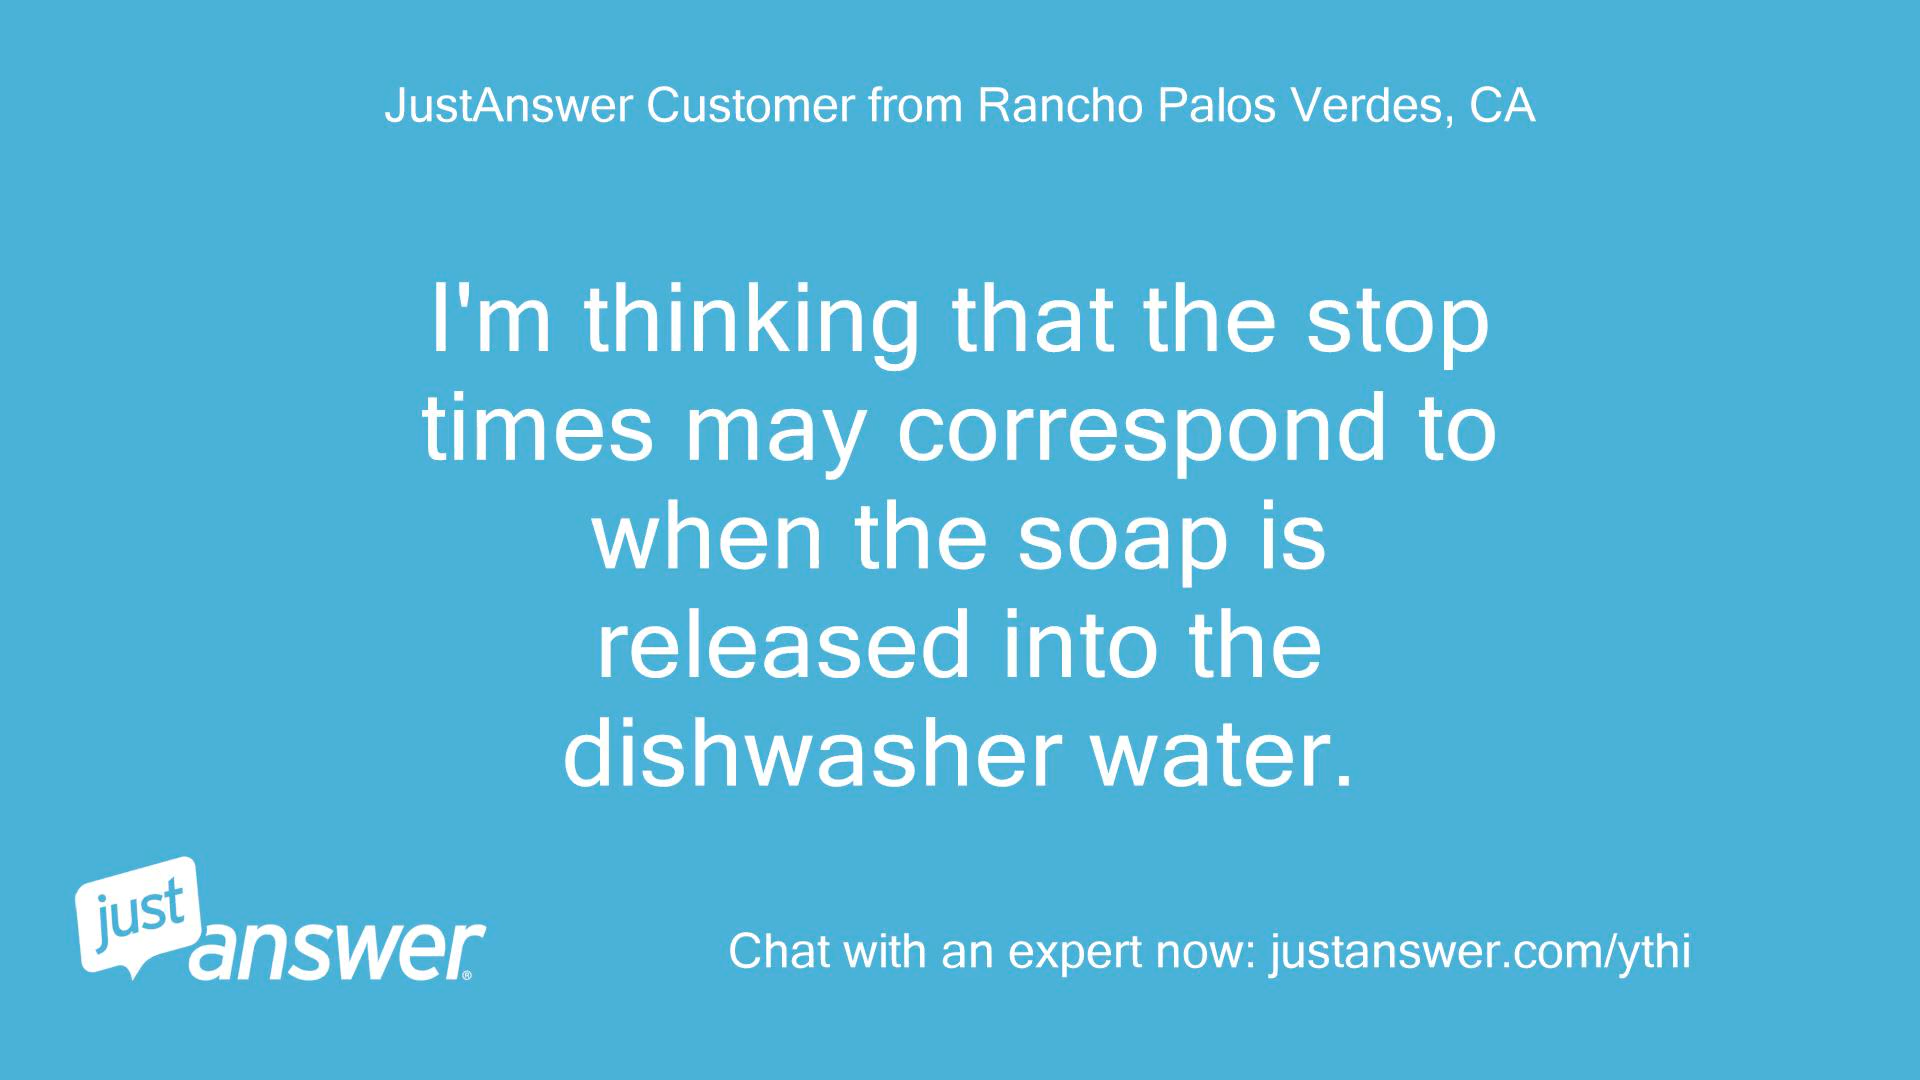 JustAnswer Customer from Rancho Palos Verdes, CA
I'm thinking that the stop
times may correspond to
when the soap is
released into the
dishwasher water.
just
answer®
Chat with an expert now: justanswer.com/ythi